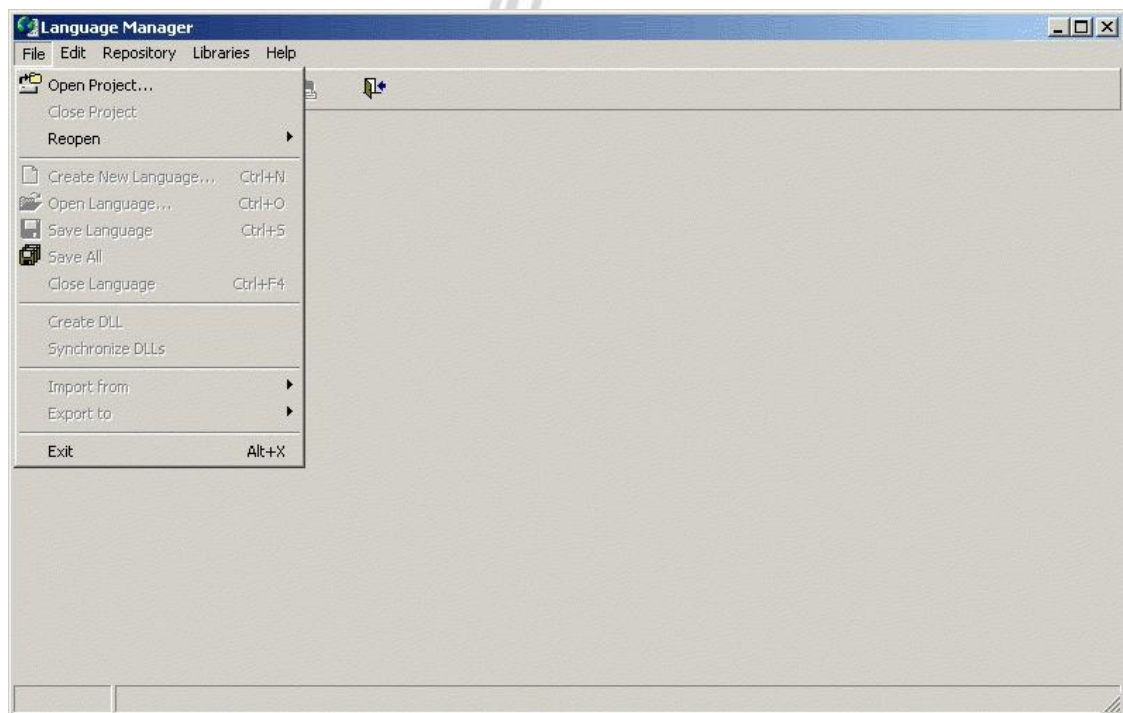 Language Manager
File Edit Repository Libraries Help
Open Project...
Close Project
Reopen
Create New Language... Ctrl+N
Open Language... Ctrl+O
Save Language Ctrl+S
Save All
Close Language Ctrl+F4
Create DLL
Synchronize DLLs
Import from
Export to
Exit Alt+X